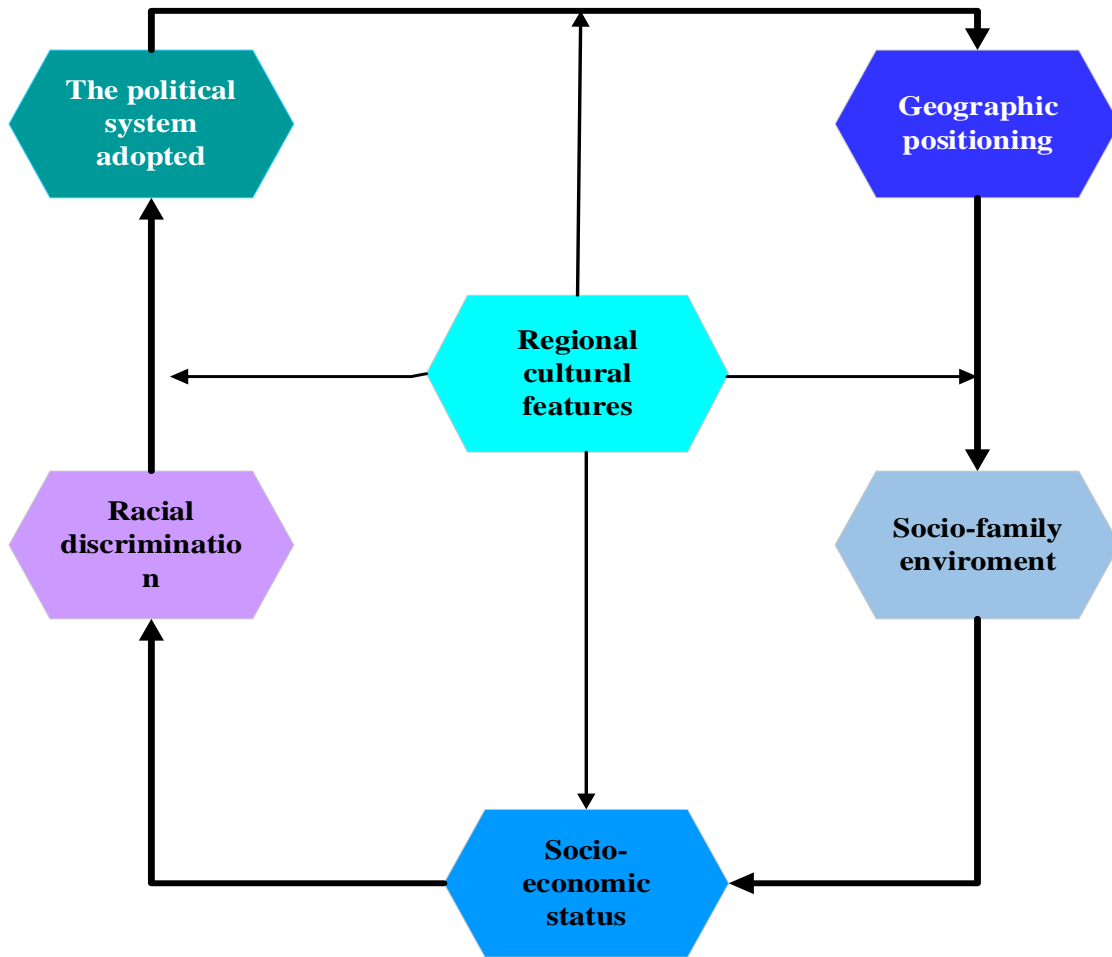 The political
system
adopted
Geographic
positioning
Regional
cultural
features
Racial
discriminatio
n
Socio-family
enviroment
Socio-
economic
status